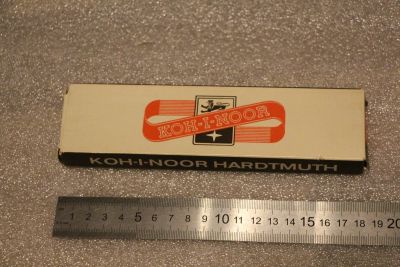 KOH-I-NOOR
KOH-I-NOOR HARDTMUTH
1 2 3 4 5 6 7 8 9 10 11 12 13 14 15 16 17 18 19 20